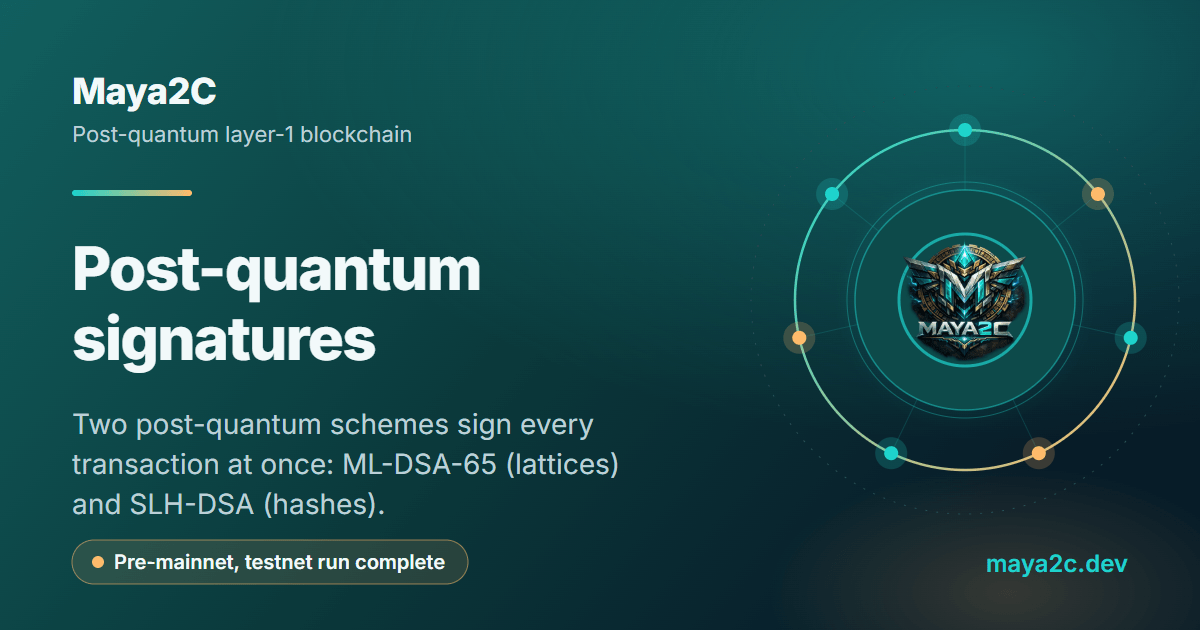 Maya2C
Post-quantum layer-1 blockchain
Post-quantum
signatures
Two post-quantum schemes sign every
transaction at once: ML-DSA-65 (lattices)
and SLH-DSA (hashes).
Pre-mainnet, testnet run complete
MAYA2C
maya2c.dev